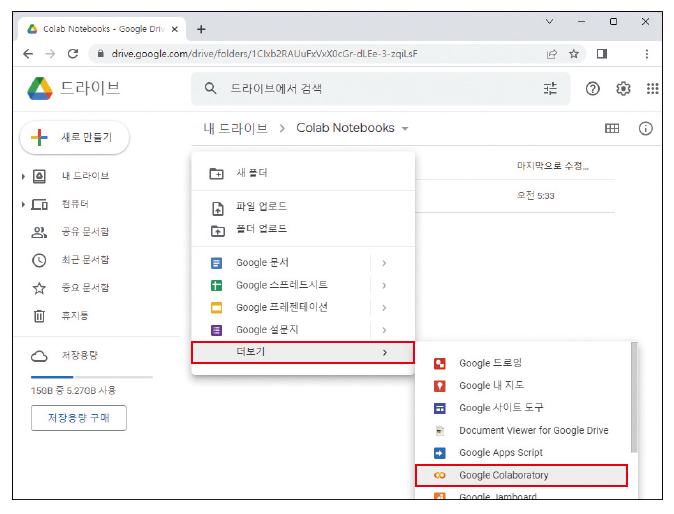 Colab Notebooks - Google Driv
drive.google.com/drive/folders/1CIxb2RAUuFxVxX0cGr-dLEe-3-zqiLsF
드라이브
드라이브에서 검색
새로 만들기
내 드라이브 > Colab Notebooks
내 드라이브
컴퓨터
공유 문서함
최근 문서함
중요 문서함
휴지통
저장용량
15GB 중 5.27GB 사용
저장용량 구매
마지막으로 수정...
오전 5:33
새 폴더
파일 업로드
폴더 업로드
Google 문서
Google 스프레드시트
Google 프레젠테이션
Google 설문지
더보기
Google 드로잉
Google 내 지도
Google 사이트 도구
Document Viewer for Google Drive
Google Apps Script
Google Colaboratory
Google Jamboard